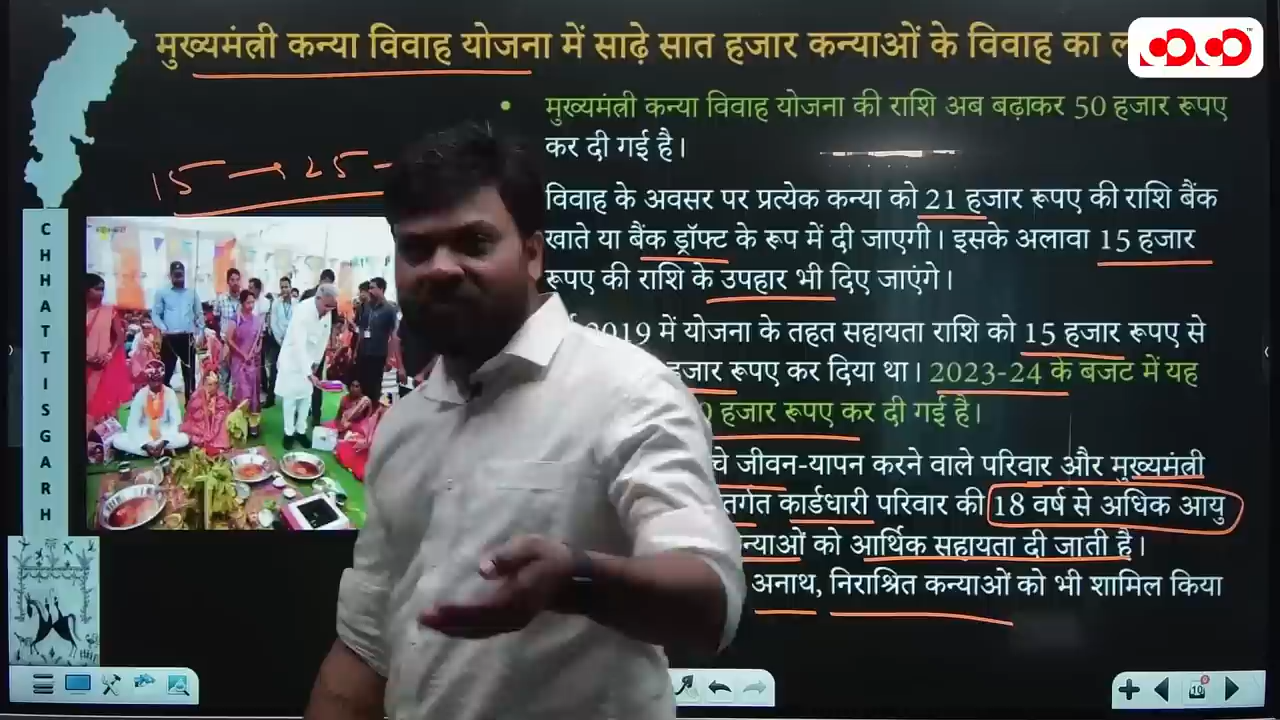 मुख्यमंत्री कन्या विवाह योजना में साढ़े सात हजार कन्याओं के विवाह का
• मुख्यमंत्री कन्या विवाह योजना की राशि अब बढ़ाकर 50 हजार रूपए
कर दी गई है।
15 → 25 -
विवाह के अवसर पर प्रत्येक कन्या को 21 हजार रूपए की राशि बैंक
खाते या बैंक ड्रॉफ्ट के रूप में दी जाएगी। इसके अलावा 15 हजार
रूपए की राशि के उपहार भी दिए जाएंगे।
2019 में योजना के तहत सहायता राशि को 15 हजार रूपए से
हजार रूपए कर दिया था। 2023-24 के बजट में यह
हजार रूपए कर दी गई है।
जीवन-यापन करने वाले परिवार और मुख्यमंत्री
कार्डधारी परिवार की 18 वर्ष से अधिक आयु
को आर्थिक सहायता दी जाती है।
अनाथ, निराश्रित कन्याओं को भी शामिल किया
CHHATTISGARH
10